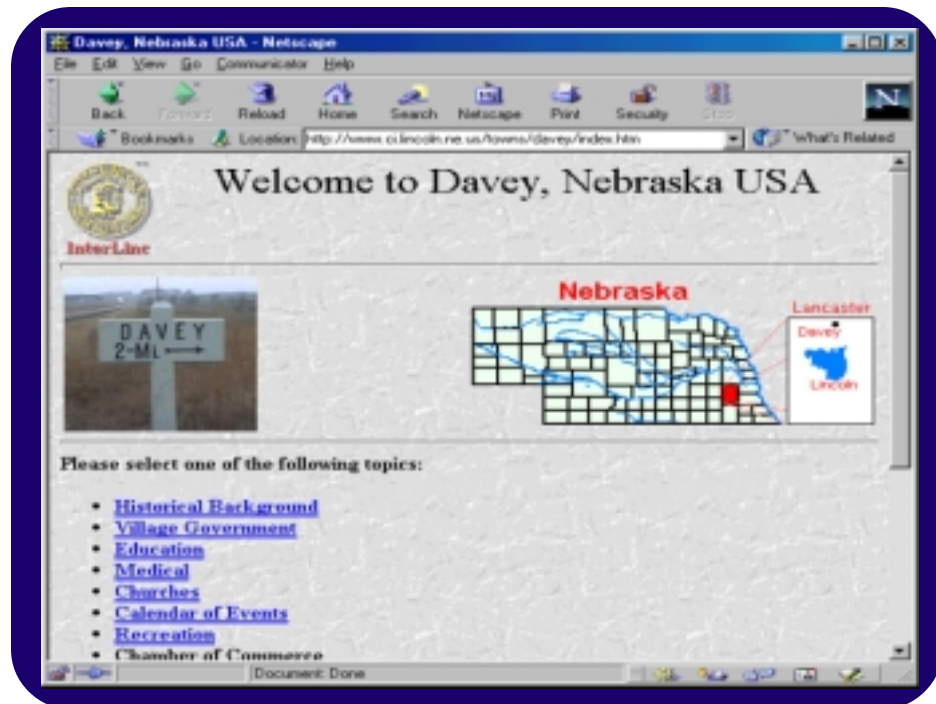 Davey, Nebraska USA - Netscape
File Edit View Go Communicator Help
Back Forward Reload Home Search Netscape Print Security Stop
N
Bookmarks Location: http://www.ci.lincoln.ne.us/towns/davey/index.htm What's Related
Welcome to Davey, Nebraska USA
InterLinc
DAVEY
2-MI.
Nebraska
Lancaster
Davey
Lincoln
Please select one of the following topics:
• Historical Background
• Village Government
• Education
• Medical
• Churches
• Calendar of Events
• Recreation
• Chamber of Commerce
Document: Done